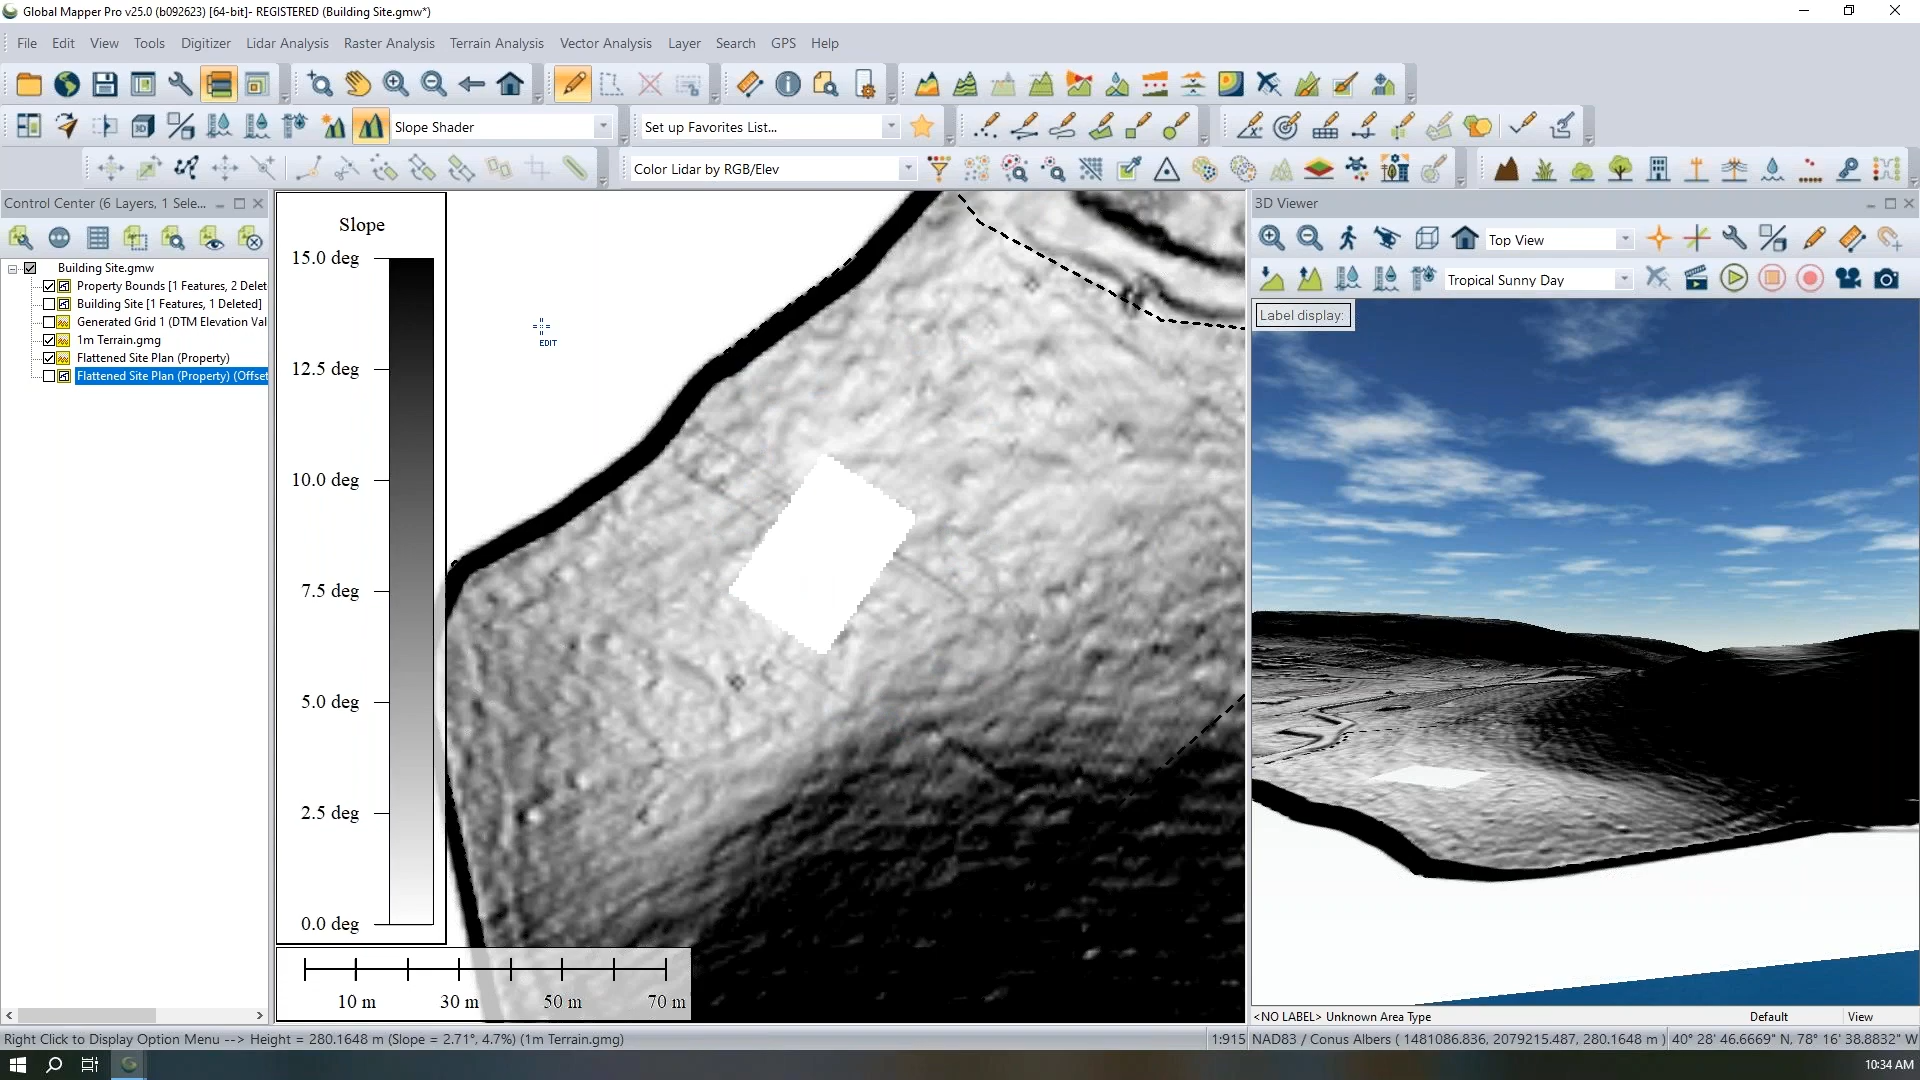 Global Mapper Pro v25.0 (b092623) [64-bit]- REGISTERED (Building Site.gmw*)
File Edit View Tools Digitizer Lidar Analysis Raster Analysis Terrain Analysis Vector Analysis Layer Search GPS Help
Slope Shader Set up Favorites List...
Color Lidar by RGB/Elev
Control Center (6 Layers, 1 Sele...
Building Site.gmw
Property Bounds [1 Features, 2 Delet
Building Site [1 Features, 1 Deleted]
Generated Grid 1 (DTM Elevation Val
1m Terrain.gmg
Flattened Site Plan (Property)
Flattened Site Plan (Property) (Offset
Slope
15.0 deg
12.5 deg
10.0 deg
7.5 deg
5.0 deg
2.5 deg
0.0 deg
EDIT
10 m 30 m 50 m 70 m
3D Viewer
Top View
Tropical Sunny Day
Label display:
<NO LABEL> Unknown Area Type Default View
Right Click to Display Option Menu --> Height = 280.1648 m (Slope = 2.71°, 4.7%) (1m Terrain.gmg) 1:915 NAD83 / Conus Albers ( 1481086.836, 2079215.487, 280.1648 m ) 40° 28' 46.6669" N, 78° 16' 38.8832" W
10:34 AM